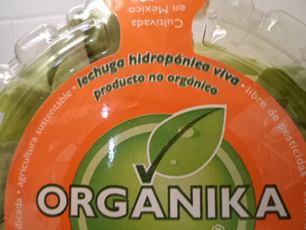 Cultivada
en México
lechuga hidropónica viva
producto no orgánico
· agricultura sustentable ·
· libre de pesticidas
ORGANIKA
®